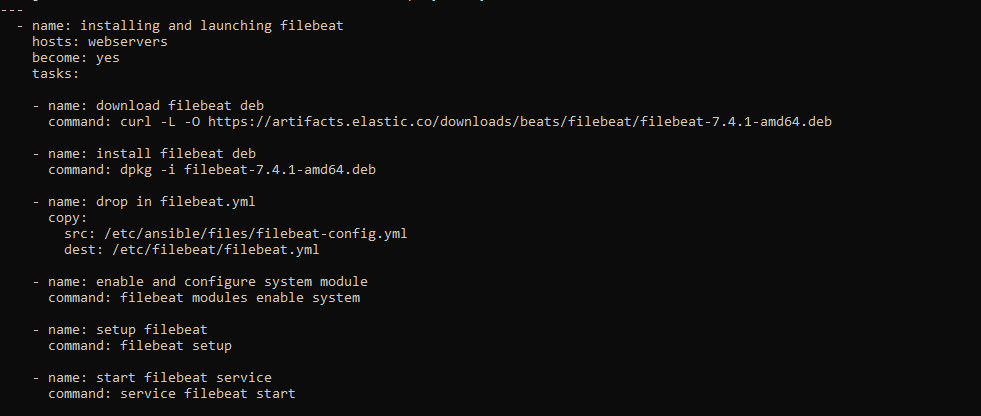 ---
- name: installing and launching filebeat
hosts: webservers
become: yes
tasks:
- name: download filebeat deb
command: curl -L -O https://artifacts.elastic.co/downloads/beats/filebeat/filebeat-7.4.1-amd64.deb
- name: install filebeat deb
command: dpkg -i filebeat-7.4.1-amd64.deb
- name: drop in filebeat.yml
copy:
src: /etc/ansible/files/filebeat-config.yml
dest: /etc/filebeat/filebeat.yml
- name: enable and configure system module
command: filebeat modules enable system
- name: setup filebeat
command: filebeat setup
- name: start filebeat service
command: service filebeat start